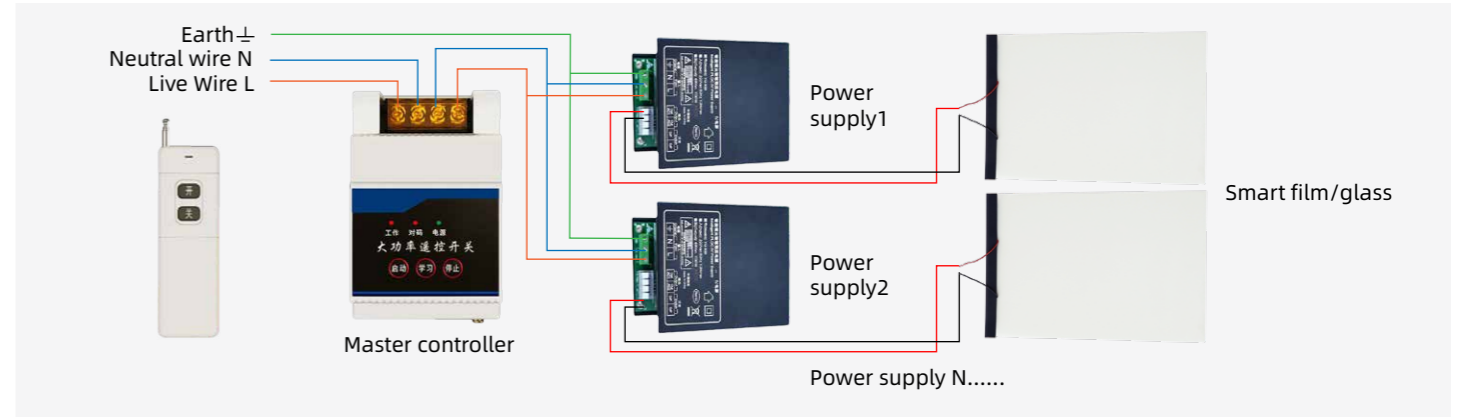 Earth
Neutral wire N
Live Wire L
开
关
工作 对码 电源
大功率遥控开关
启动 学习 停止
Master controller
N L
Power
supply1
N L
Power
supply2
Power supply N......
Smart film/glass